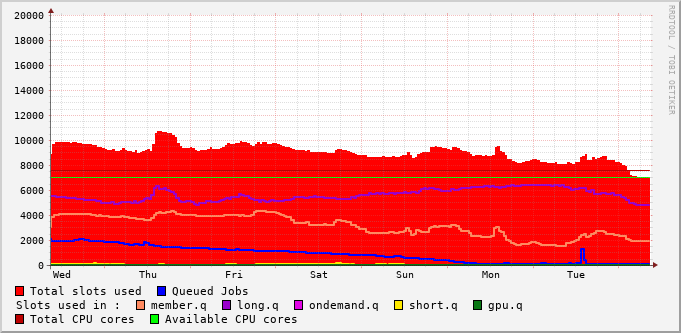 20000
18000
16000
14000
12000
10000
8000
6000
4000
2000
0
Wed Thu Fri Sat Sun Mon Tue
Total slots used Queued Jobs
Slots used in : member.q long.q ondemand.q short.q gpu.q
Total CPU cores Available CPU cores
RRDTOOL / TOBI OETIKER